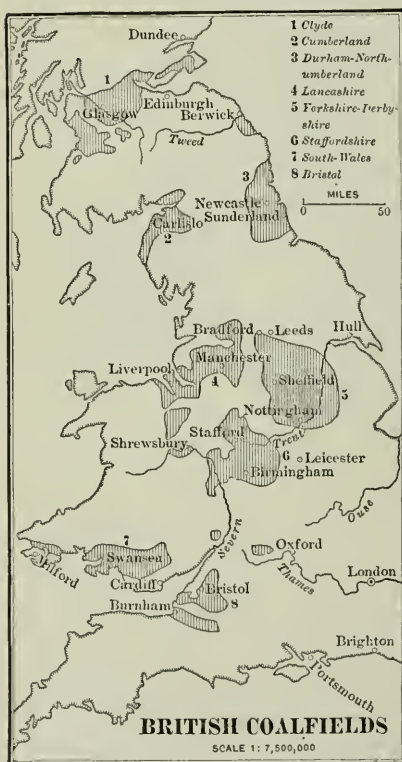 1 Clyde
2 Cumberland
3 Durham-North-
umberland
4 Lancashire
5 Yorkshire-Derby-
shire
6 Staffordshire
7 South-Wales
8 Bristol
MILES
1 50
Dundee
1
Glasgow
Edinburgh
Berwick
Tweed
3
Newcastle
Sunderland
Carlislo
2
Bradford
Leeds
Hull
Liverpool
Manchester
4
Sheffield
5
Nottingham
Shrewsbury
Stafford
Trent
6
Leicester
Birmingham
Ouse
Severn
7
Swansea
Milford
Cardiff
Oxford
Thames
London
Bristol
8
Burnham
Brighton
Portsmouth
BRITISH COALFIELDS
SCALE 1: 7,500,000